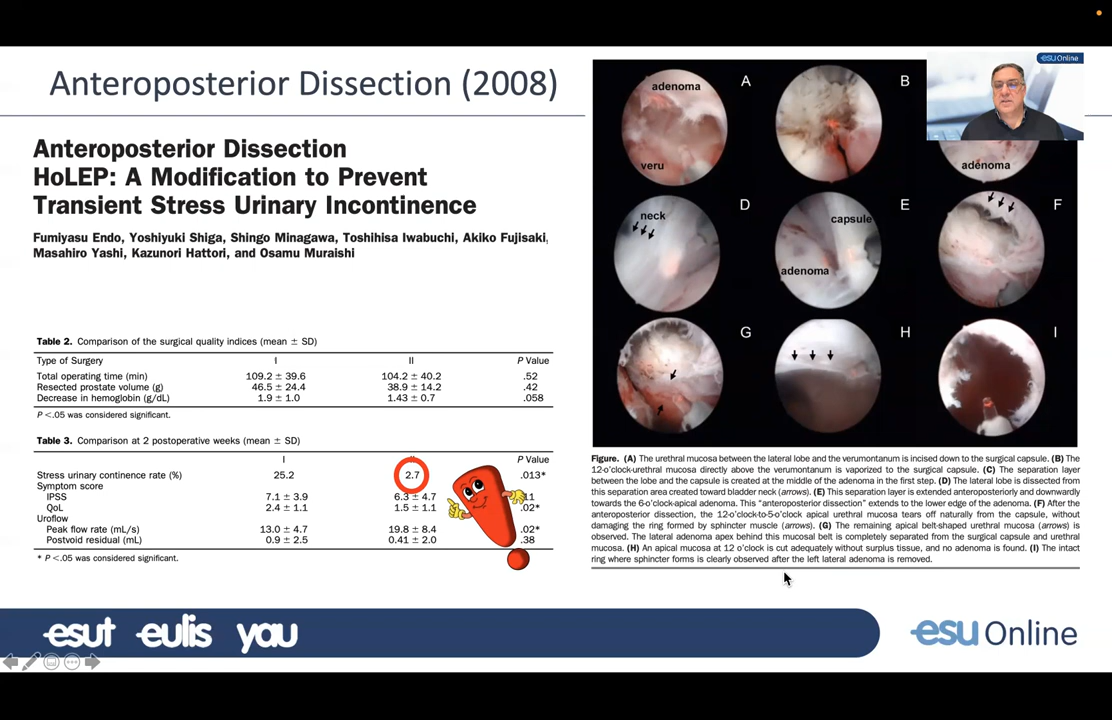 Anteroposterior Dissection (2008)
Anteroposterior Dissection
HoLEP: A Modification to Prevent
Transient Stress Urinary Incontinence
Fumiyasu Endo, Yoshiyuki Shiga, Shingo Minagawa, Toshihisa Iwabuchi, Akiko Fujisaki,
Masahiro Yashi, Kazunori Hattori, and Osamu Muraishi
Table 2. Comparison of the surgical quality indices (mean ± SD)
Type of Surgery I II P Value
Total operating time (min) 109.2 ± 39.6 104.2 ± 40.2 .52
Resected prostate volume (g) 46.5 ± 24.4 38.9 ± 14.2 .42
Decrease in hemoglobin (g/dL) 1.9 ± 1.0 1.43 ± 0.7 .058
P <.05 was considered significant.
Table 3. Comparison at 2 postoperative weeks (mean ± SD)
I P Value
Stress urinary continence rate (%) 25.2 2.7 .013*
Symptom score
IPSS 7.1 ± 3.9 6.3 ± 4.7 11
QoL 2.4 ± 1.1 1.5 ± 1.1 .02*
Uroflow
Peak flow rate (mL/s) 13.0 ± 4.7 19.8 ± 8.4 .02*
Postvoid residual (mL) 0.9 ± 2.5 0.41 ± 2.0 .38
* P <.05 was considered significant.
adenoma
veru
A
B
adenoma
neck
D
capsule
adenoma
E
F
G
H
I
esu Online
Figure. (A) The urethral mucosa between the lateral lobe and the verumontanum is incised down to the surgical capsule. (B) The
12-o'clock-urethral mucosa directly above the verumontanum is vaporized to the surgical capsule. (C) The separation layer
between the lobe and the capsule is created at the middle of the adenoma in the first step. (D) The lateral lobe is dissected from
this separation area created toward bladder neck (arrows). (E) This separation layer is extended anteroposteriorly and downwardly
towards the 6-o'clock-apical adenoma. This "anteroposterior dissection" extends to the lower edge of the adenoma. (F) After the
anteroposterior dissection, the 12-o'clock-to-5-o'clock apical urethral mucosa tears off naturally from the capsule, without
damaging the ring formed by sphincter muscle (arrows). (G) The remaining apical belt-shaped urethral mucosa (arrows) is
observed. The lateral adenoma apex behind this mucosal belt is completely separated from the surgical capsule and urethral
mucosa. (H) An apical mucosa at 12 o'clock is cut adequately without surplus tissue, and no adenoma is found. (I) The intact
ring where sphincter forms is clearly observed after the left lateral adenoma is removed.
esut eulis yau
esu Online